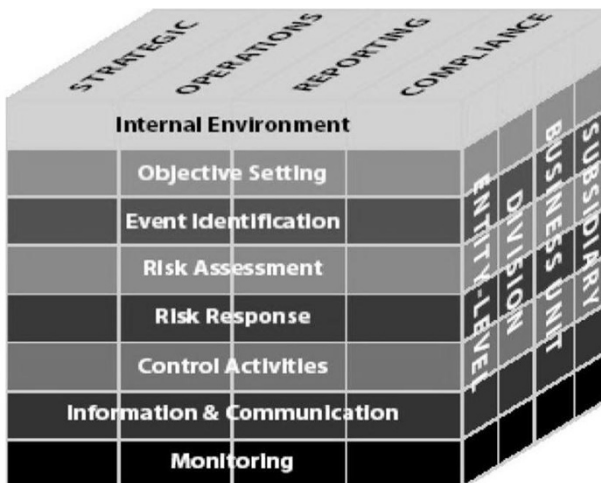 STRATEGIC
OPERATIONS
REPORTING
COMPLIANCE
Internal Environment
Objective Setting
Event Identification
Risk Assessment
Risk Response
Control Activities
Information & Communication
Monitoring
ENTITY-LEVEL
DIVISION
BUSINESS UNIT
SUBSIDIARY